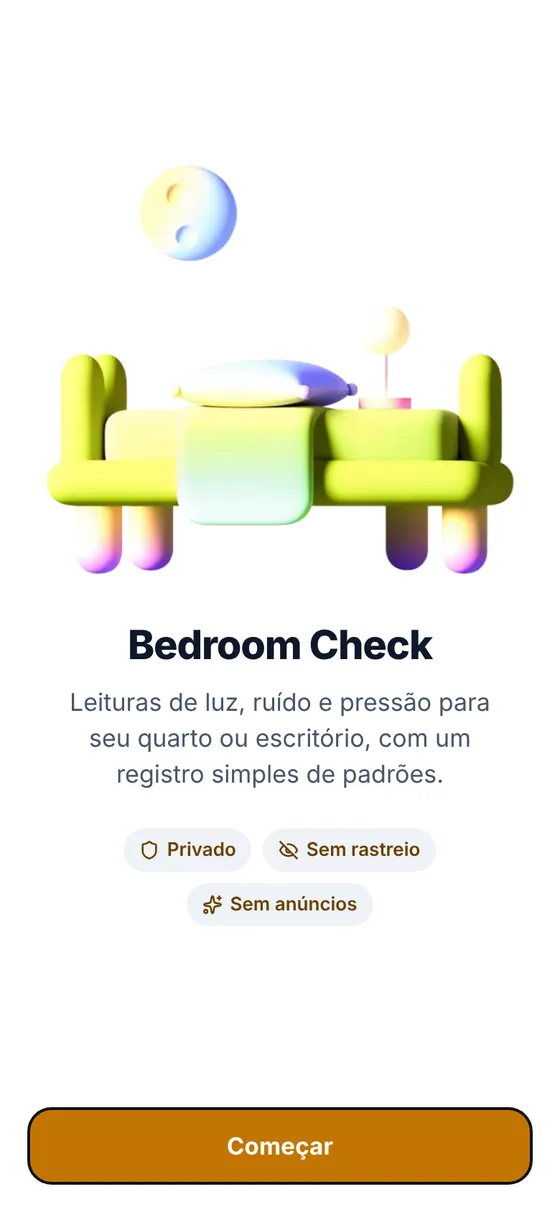 Bedroom Check
Leituras de luz, ruído e pressão para
seu quarto ou escritório, com um
registro simples de padrões.
Privado
Sem rastreio
Sem anúncios
Começar